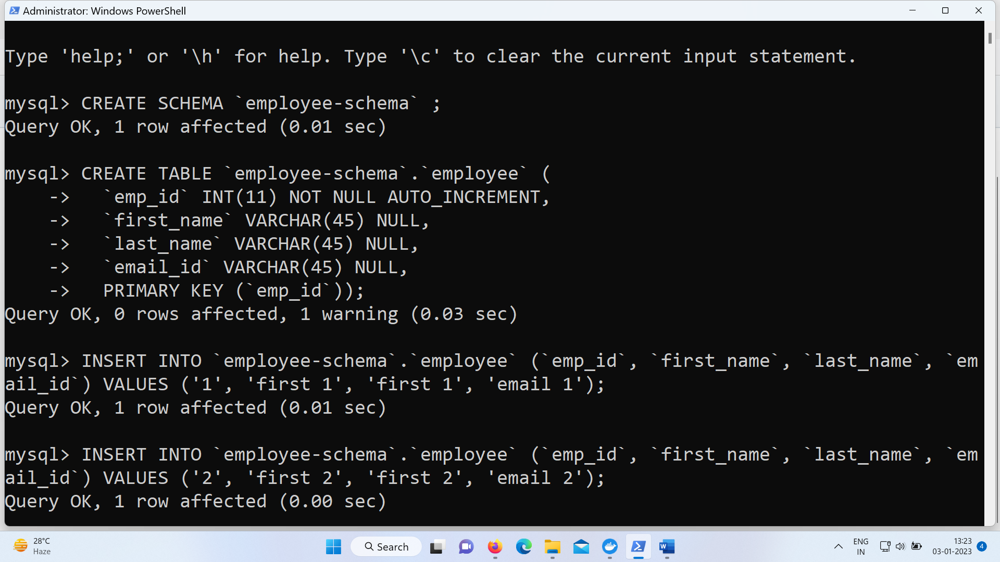 Administrator: Windows PowerShell
Type 'help;' or '\h' for help. Type '\c' to clear the current input statement.
mysql> CREATE SCHEMA `employee-schema` ;
Query OK, 1 row affected (0.01 sec)
mysql> CREATE TABLE `employee-schema`.`employee` (
    ->   `emp_id` INT(11) NOT NULL AUTO_INCREMENT,
    ->   `first_name` VARCHAR(45) NULL,
    ->   `last_name` VARCHAR(45) NULL,
    ->   `email_id` VARCHAR(45) NULL,
    ->   PRIMARY KEY (`emp_id`));
Query OK, 0 rows affected, 1 warning (0.03 sec)
mysql> INSERT INTO `employee-schema`.`employee` (`emp_id`, `first_name`, `last_name`, `em
ail_id`) VALUES ('1', 'first 1', 'first 1', 'email 1');
Query OK, 1 row affected (0.01 sec)
mysql> INSERT INTO `employee-schema`.`employee` (`emp_id`, `first_name`, `last_name`, `em
ail_id`) VALUES ('2', 'first 2', 'first 2', 'email 2');
Query OK, 1 row affected (0.00 sec)
28°C
Haze
Search
W
ENG
IN
13:23
03-01-2023
4